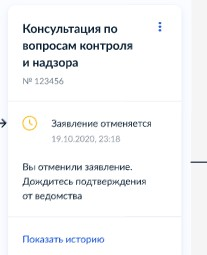 Консультация по
вопросам контроля
и надзора
№ 123456
Заявление отменяется
19.10.2020, 23:18
Вы отменили заявление.
Дождитесь подтверждения
от ведомства
Показать историю